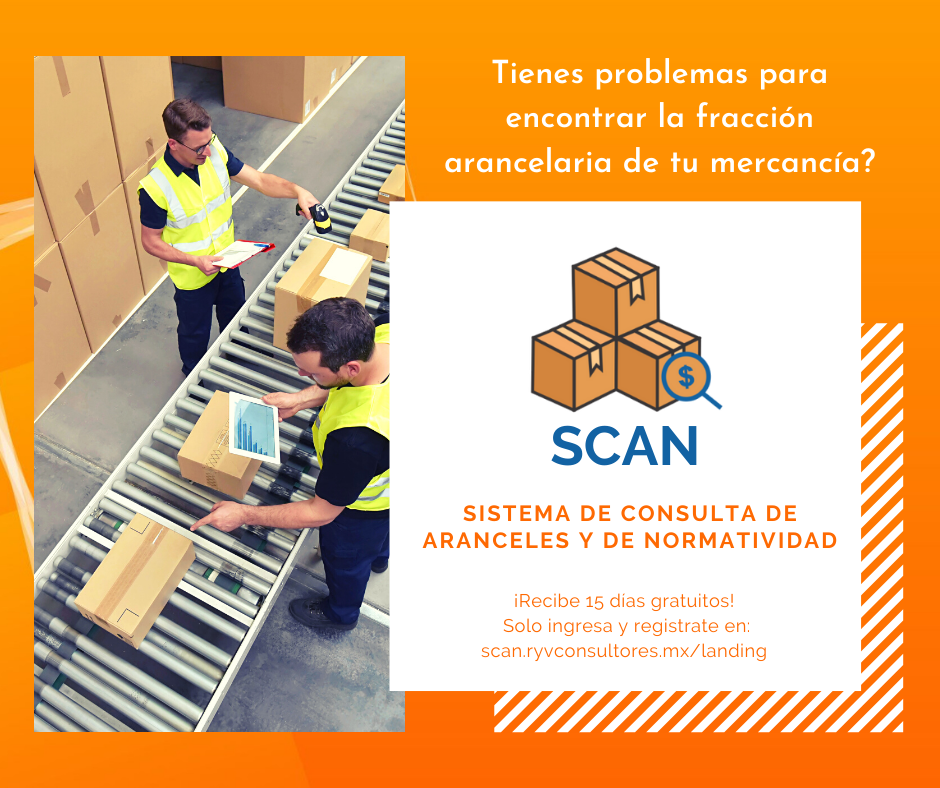 Tienes problemas para
encontrar la fracción
arancelaria de tu mercancía?
$
SCAN
SISTEMA DE CONSULTA DE
ARANCELES Y DE NORMATIVIDAD
¡Recibe 15 días gratuitos!
Solo ingresa y registrate en:
scan.ryvconsultores.mx/landing